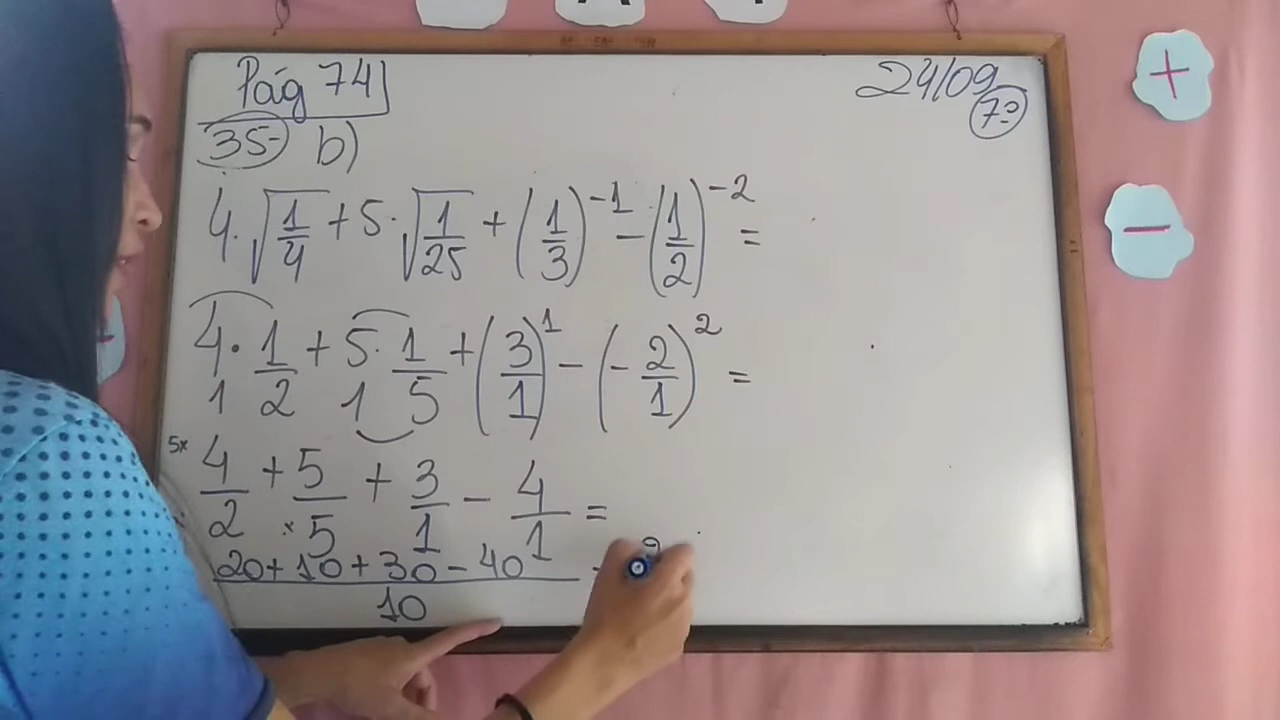 Pág 74
24/09
7º
35- b)
4·√1/4 + 5·√1/25 + (1/3)^-1 - (1/2)^-2 =
4/1 · 1/2 + 5/1 · 1/5 + (3/1)^1 - (-2/1)^2 =
5x 4/2 + 5/5 + 3/1 - 4/1 =
20+10+30-40/10
+
-